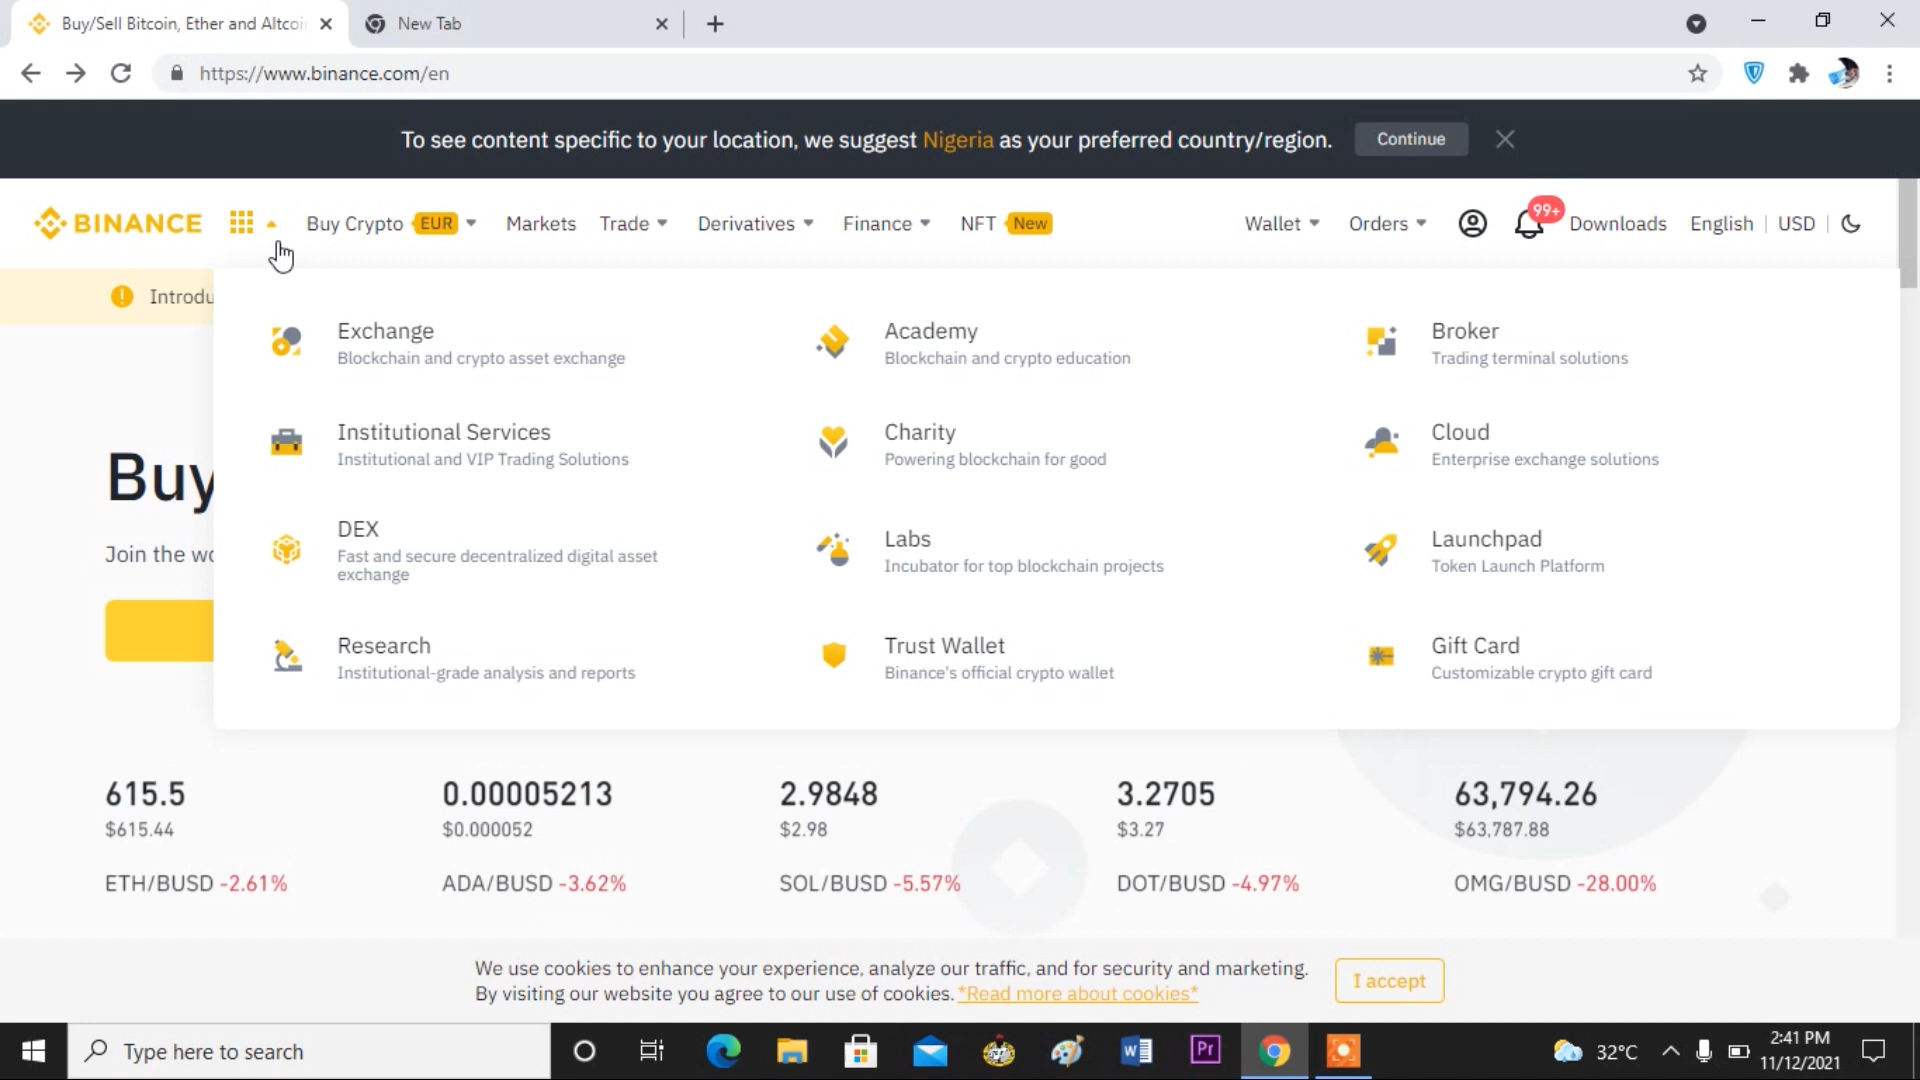 Buy/Sell Bitcoin, Ether and Altcoi
New Tab
https://www.binance.com/en
To see content specific to your location, we suggest Nigeria as your preferred country/region. Continue
BINANCE Buy Crypto EUR Markets Trade Derivatives Finance NFT New Wallet Orders 99+ Downloads English USD
Introdu
Exchange
Blockchain and crypto asset exchange
Academy
Blockchain and crypto education
Broker
Trading terminal solutions
Institutional Services
Institutional and VIP Trading Solutions
Charity
Powering blockchain for good
Cloud
Enterprise exchange solutions
DEX
Fast and secure decentralized digital asset
exchange
Labs
Incubator for top blockchain projects
Launchpad
Token Launch Platform
Research
Institutional-grade analysis and reports
Trust Wallet
Binance's official crypto wallet
Gift Card
Customizable crypto gift card
Buy
Join the wo
615.5
$615.44
ETH/BUSD -2.61%
0.00005213
$0.000052
ADA/BUSD -3.62%
2.9848
$2.98
SOL/BUSD -5.57%
3.2705
$3.27
DOT/BUSD -4.97%
63,794.26
$63,787.88
OMG/BUSD -28.00%
We use cookies to enhance your experience, analyze our traffic, and for security and marketing.
By visiting our website you agree to our use of cookies. *Read more about cookies*
I accept
Type here to search
Pr
32°C
2:41 PM
11/12/2021